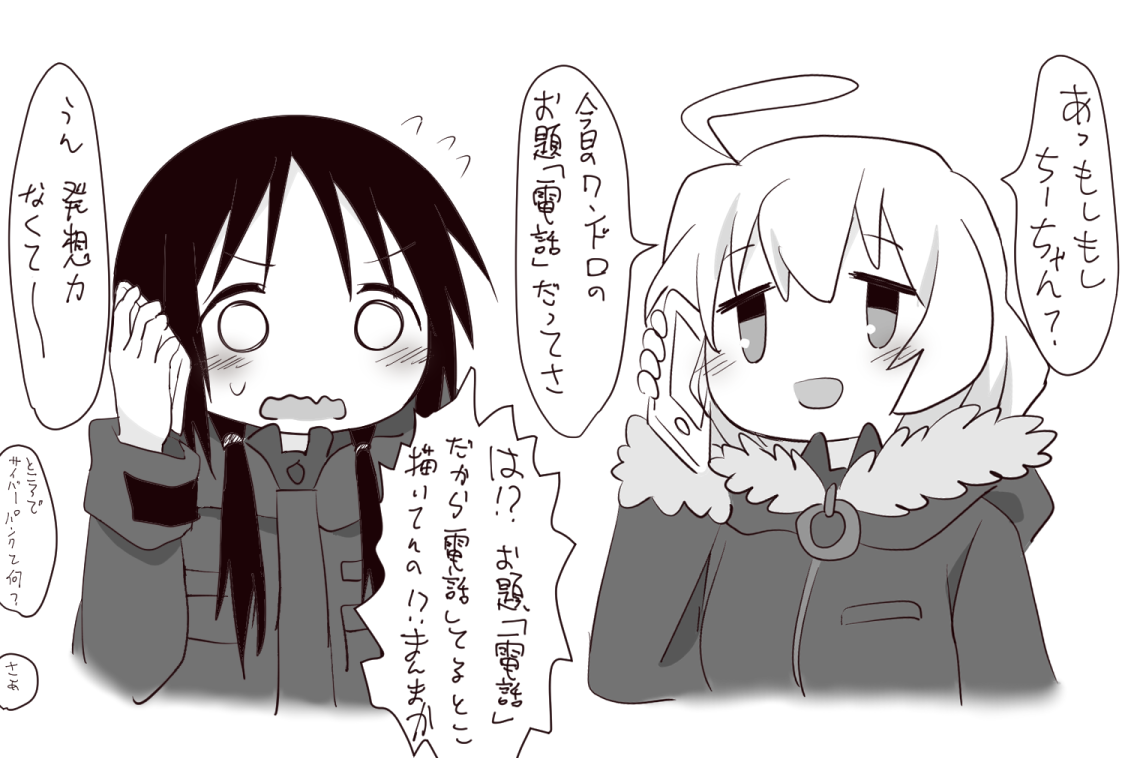 あっもしもし
ちーちゃん?
今日のワンドロの
お題「電話」だってさ
は!?お題「電話」
だから電話してるとこ
描いてんの!?まんまか
うん 発想力
なくて〜
ところで
サイバーパンクて何?
さあ